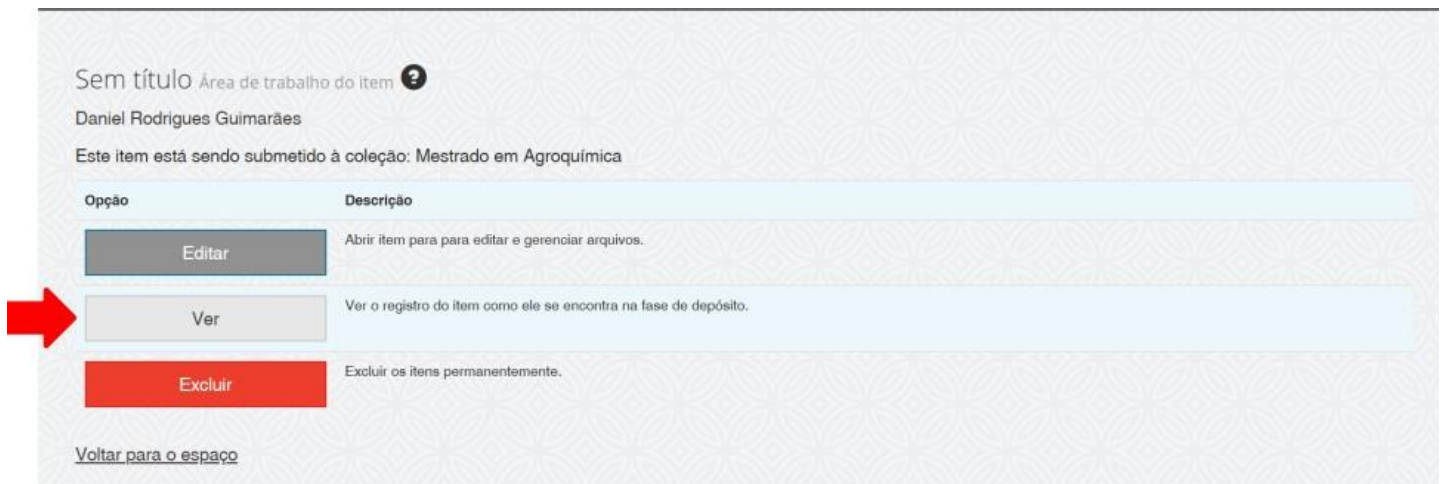 Sem título Área de trabalho do item ?
Daniel Rodrigues Guimarães
Este item está sendo submetido à coleção: Mestrado em Agroquímica
Opção Descrição
Editar Abrir item para para editar e gerenciar arquivos.
Ver Ver o registro do item como ele se encontra na fase de depósito.
Excluir Excluir os itens permanentemente.
Voltar para o espaço